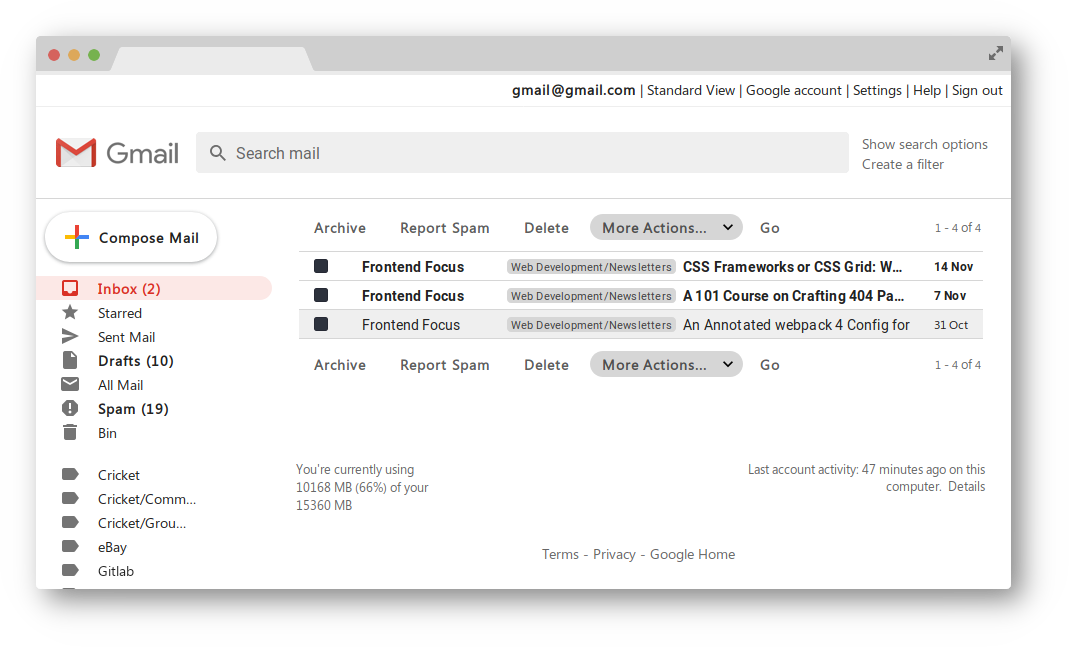 gmail@gmail.com | Standard View | Google account | Settings | Help | Sign out
Gmail
Search mail
Show search options
Create a filter
Compose Mail
Archive Report Spam Delete More Actions... Go 1 - 4 of 4
Frontend Focus Web Development/Newsletters CSS Frameworks or CSS Grid: W... 14 Nov
Frontend Focus Web Development/Newsletters A 101 Course on Crafting 404 Pa... 7 Nov
Frontend Focus Web Development/Newsletters An Annotated webpack 4 Config for 31 Oct
Archive Report Spam Delete More Actions... Go 1 - 4 of 4
Inbox (2)
Starred
Sent Mail
Drafts (10)
All Mail
Spam (19)
Bin
Cricket
Cricket/Comm...
Cricket/Grou...
eBay
Gitlab
You're currently using
10168 MB (66%) of your
15360 MB
Last account activity: 47 minutes ago on this
computer. Details
Terms - Privacy - Google Home